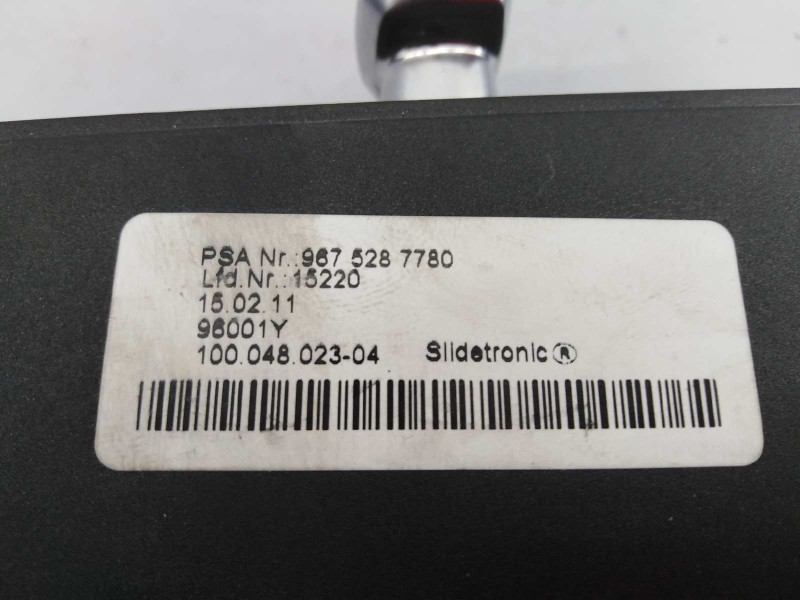 PSA Nr.:967 528 7780
Lfd.Nr.:15220
15.02.11
96001Y
100.048.023-04 Slidetronic®